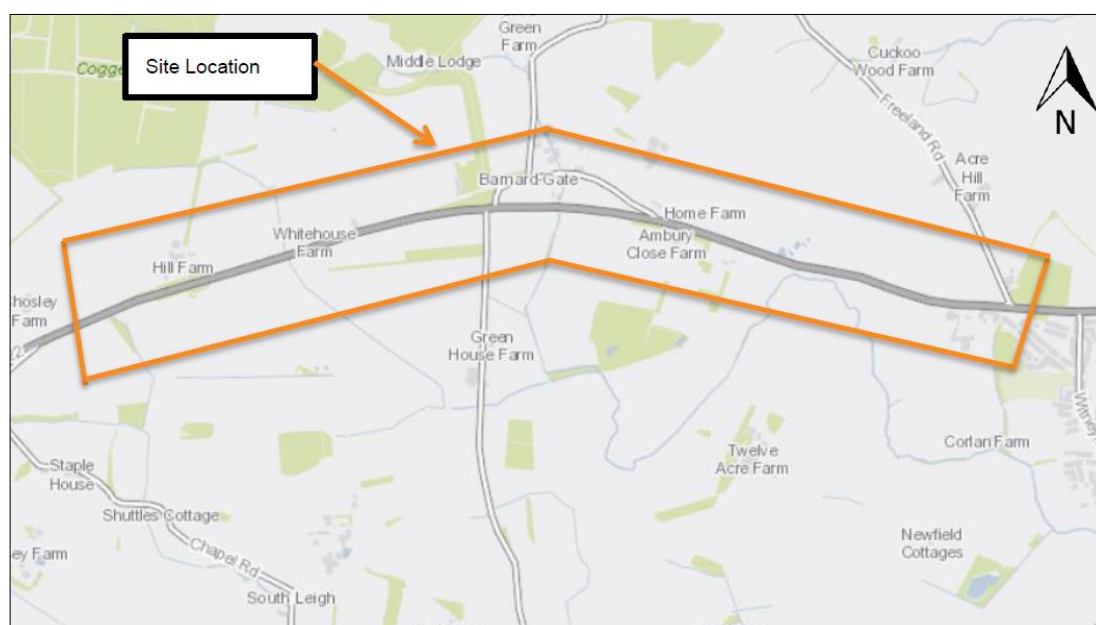 Green
Farm
Site Location
Middle Lodge
Cogge
Cuckoo
Wood Farm
N
Freeland Rd
Acre
Hill
Farm
Barnard Gate
Home Farm
Whitehouse
Farm
Ambury
Close Farm
Hill Farm
Chosley
Farm
Green
House Farm
Witney
Corlan Farm
Twelve
Acre Farm
Staple
House
Shuttles Cottage
Newfield
Cottages
ey Farm
Chapel Rd
South Leigh